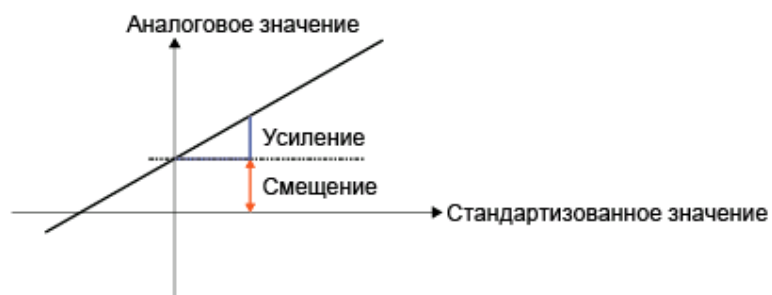 Аналоговое значение
Усиление
Смещение
Стандартизованное значение